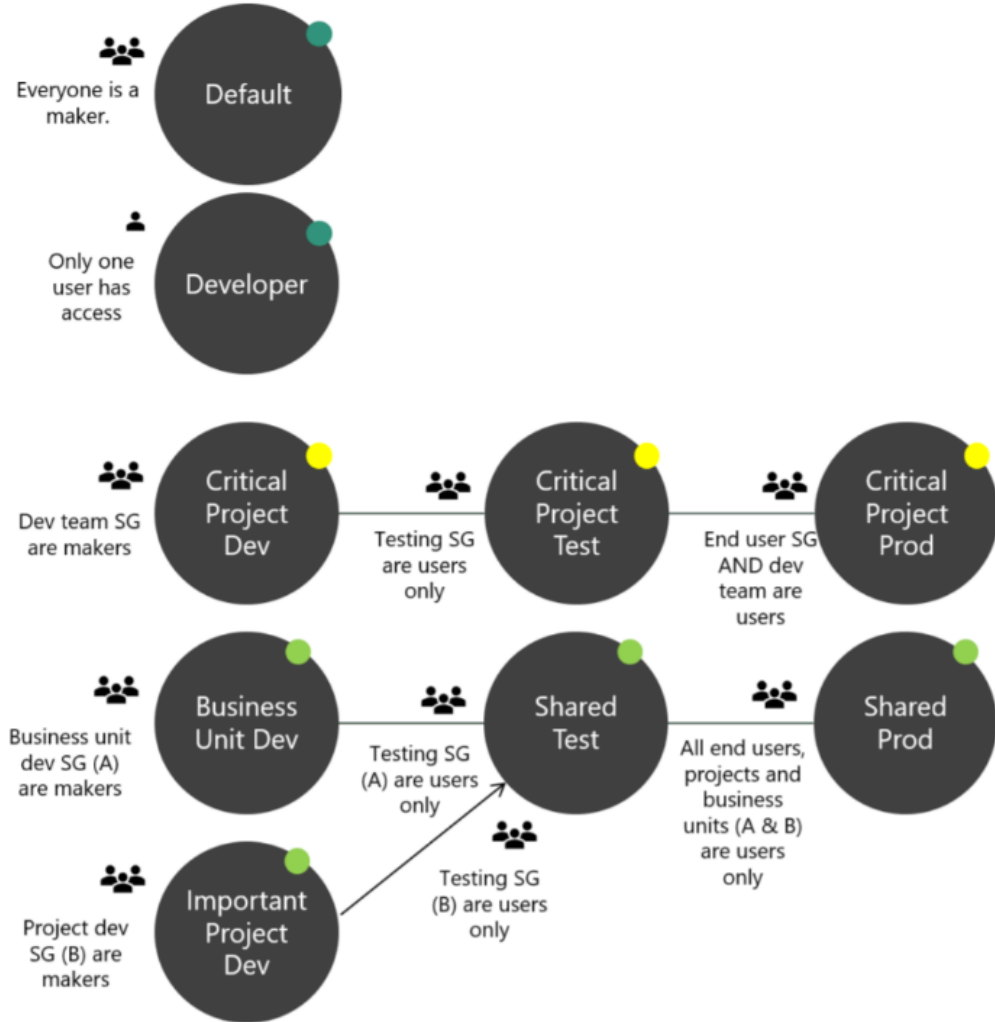 Everyone is a
maker.
Default
Only one
user has
access
Developer
Dev team SG
are makers
Critical
Project
Dev
Testing SG
are users
only
Critical
Project
Test
End user SG
AND dev
team are
users
Critical
Project
Prod
Business unit
dev SG (A)
are makers
Business
Unit Dev
Testing SG
(A) are users
only
Shared
Test
All end users,
projects and
business
units (A & B)
are users
only
Shared
Prod
Project dev
SG (B) are
makers
Important
Project
Dev
Testing SG
(B) are users
only